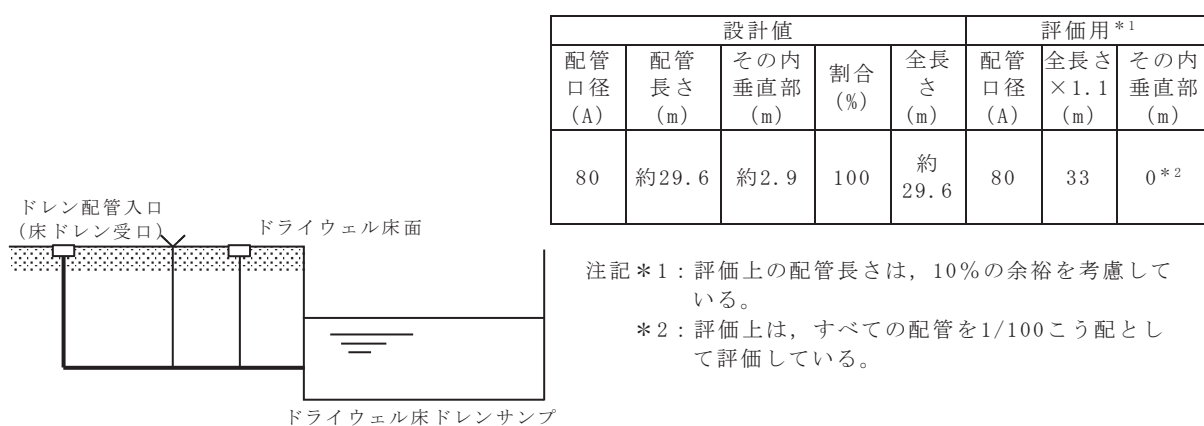 設計値 評価用*1
配管口径(A) 配管長さ(m) その内垂直部(m) 割合(%) 全長さ(m) 配管口径(A) 全長さ×1.1(m) その内垂直部(m)
80 約29.6 約2.9 100 約29.6 80 33 0*2
ドレン配管入口
(床ドレン受口)
ドライウェル床面
ドライウェル床ドレンサンプ
注記*1：評価上の配管長さは，10％の余裕を考慮して
いる。
*2：評価上は，すべての配管を1/100こう配とし
て評価している。